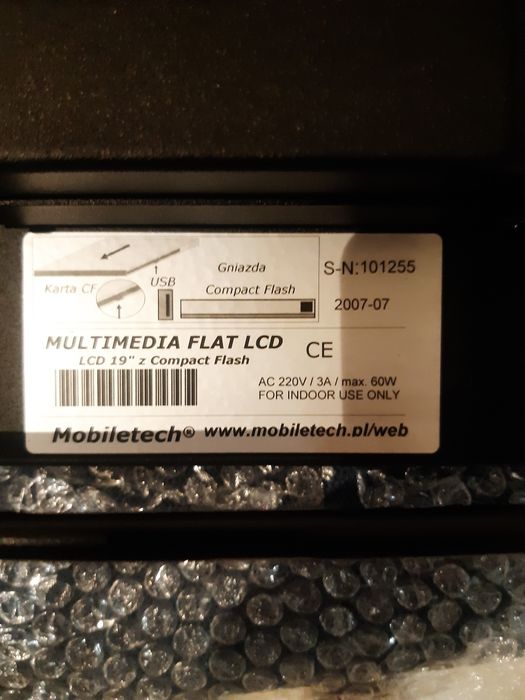 Gniazda
S-N:101255
Karta CF
USB
Compact Flash
2007-07
MULTIMEDIA FLAT LCD
CE
LCD 19" z Compact Flash
AC 220V / 3A / max. 60W
FOR INDOOR USE ONLY
Mobiletech® www.mobiletech.pl/web